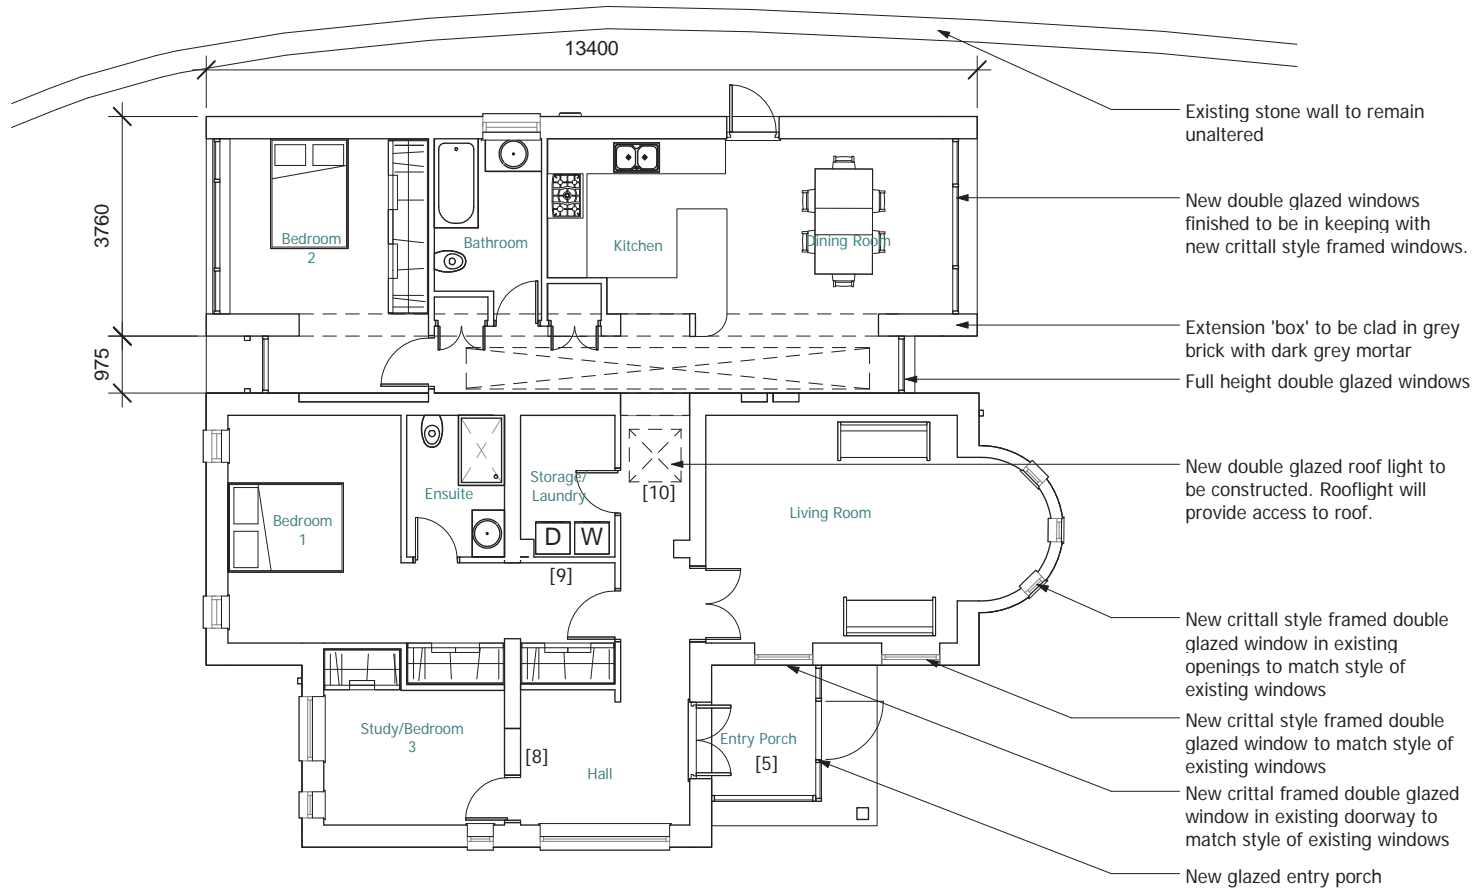 13400
3760
975
Bedroom
2
Bathroom
Kitchen
Dining Room
Bedroom
1
Ensuite
Storage/
Laundry
D W
[10]
[9]
Living Room
Study/Bedroom
3
[8]
Hall
Entry Porch
[5]
Existing stone wall to remain
unaltered
New double glazed windows
finished to be in keeping with
new crittall style framed windows.
Extension 'box' to be clad in grey
brick with dark grey mortar
Full height double glazed windows
New double glazed roof light to
be constructed. Rooflight will
provide access to roof.
New crittall style framed double
glazed window in existing
openings to match style of
existing windows
New crittal style framed double
glazed window to match style of
existing windows
New crittal framed double glazed
window in existing doorway to
match style of existing windows
New glazed entry porch